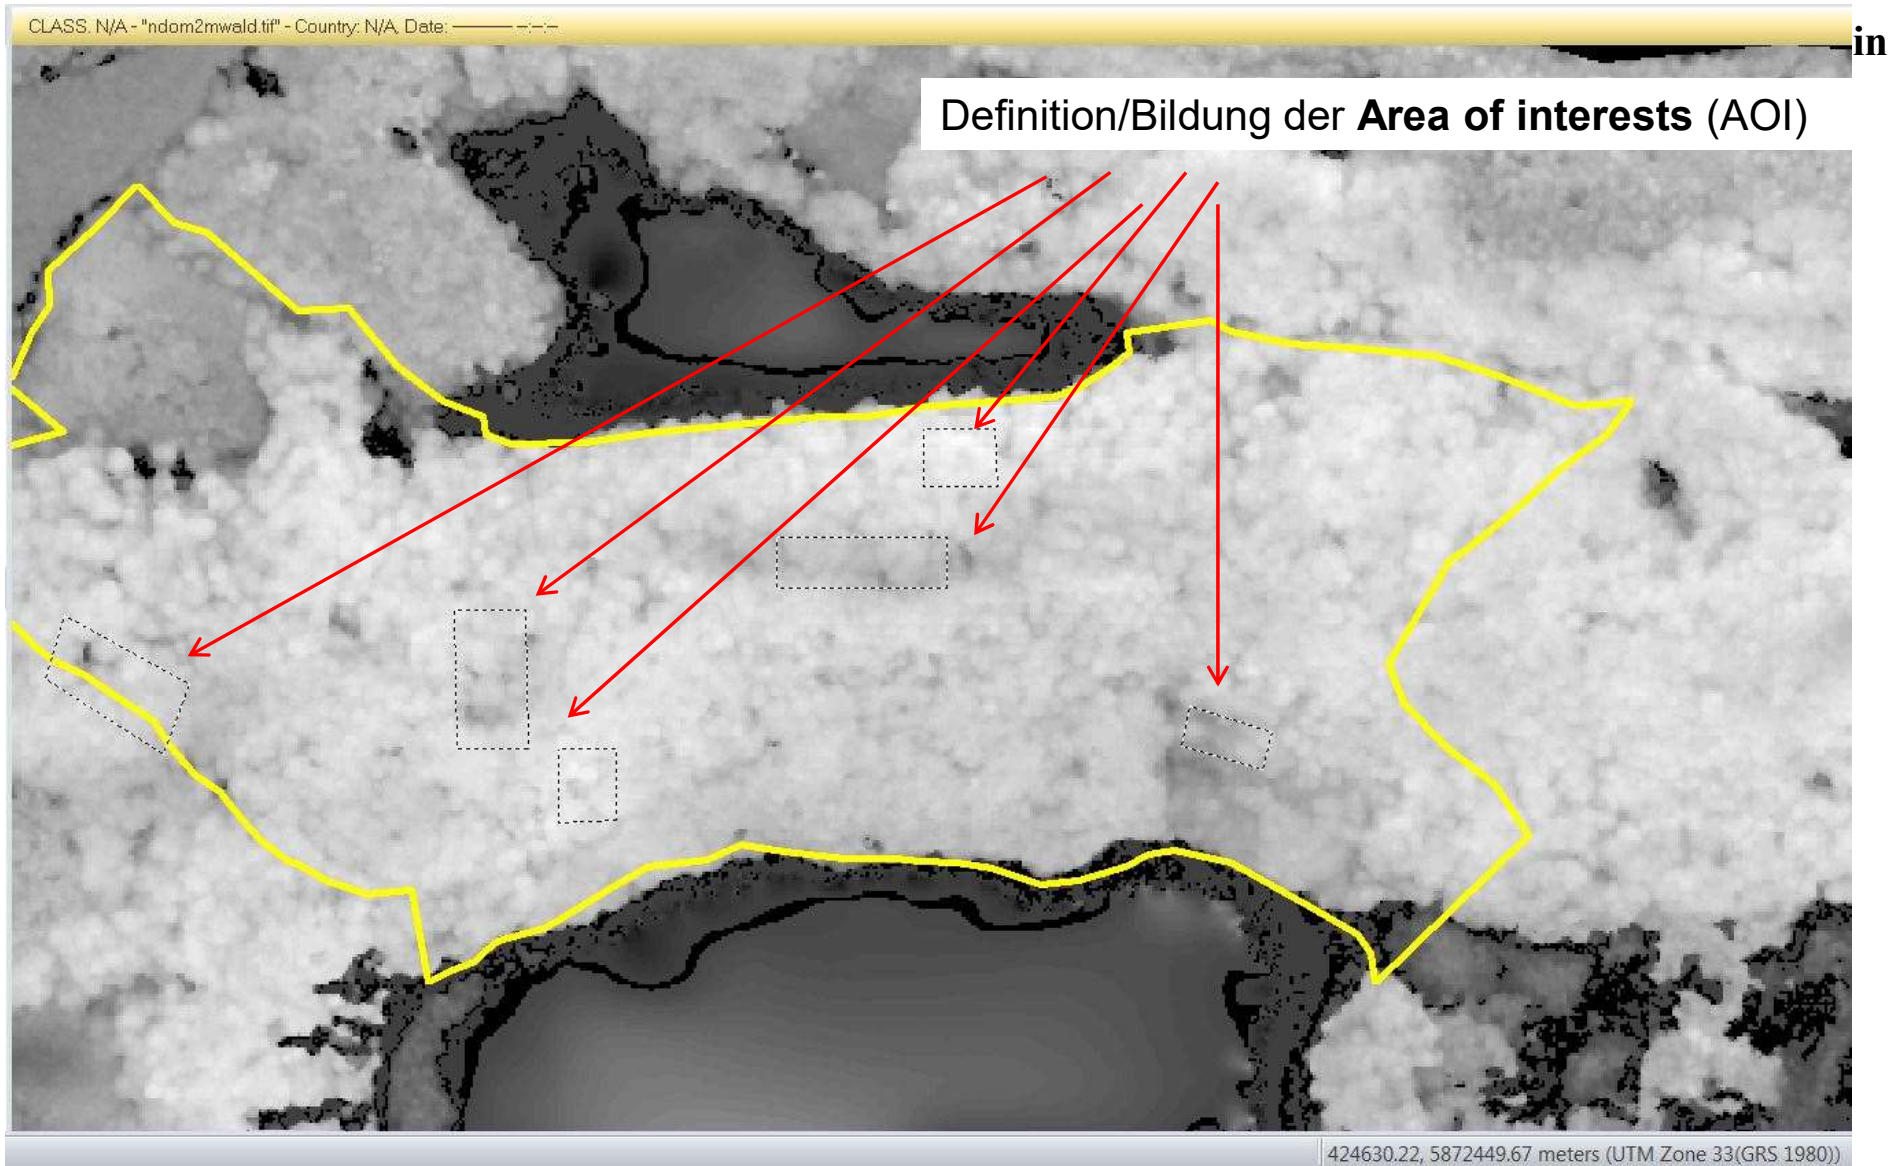 CLASS. N/A - "ndom2mwald.tif" - Country: N/A, Date: ——— --:--:--
in
Definition/Bildung der Area of interests (AOI)
424630.22, 5872449.67 meters (UTM Zone 33(GRS 1980))